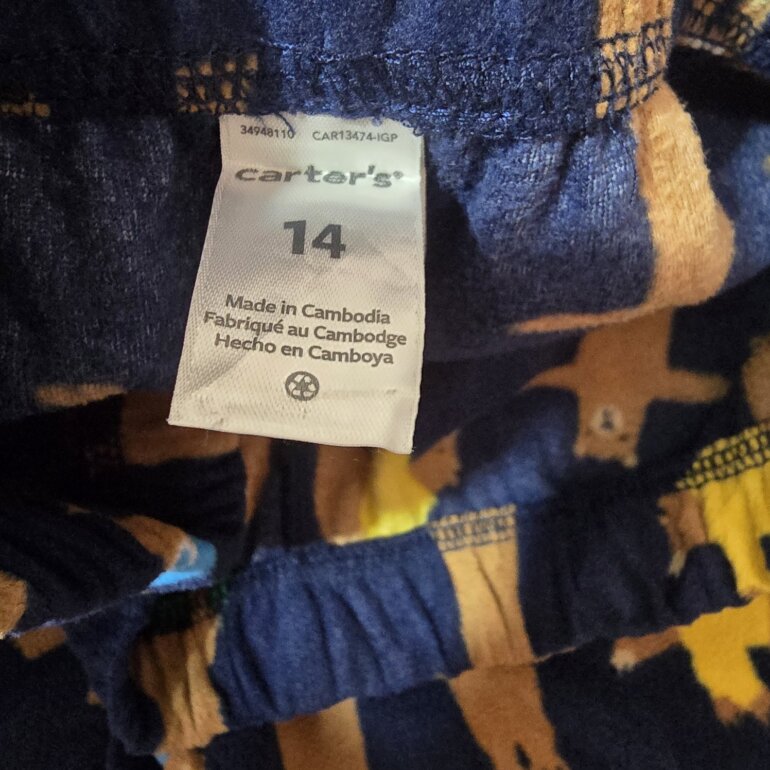 34948110 CAR13474-IGP
carter's®
14
Made in Cambodia
Fabriqué au Cambodge
Hecho en Camboya